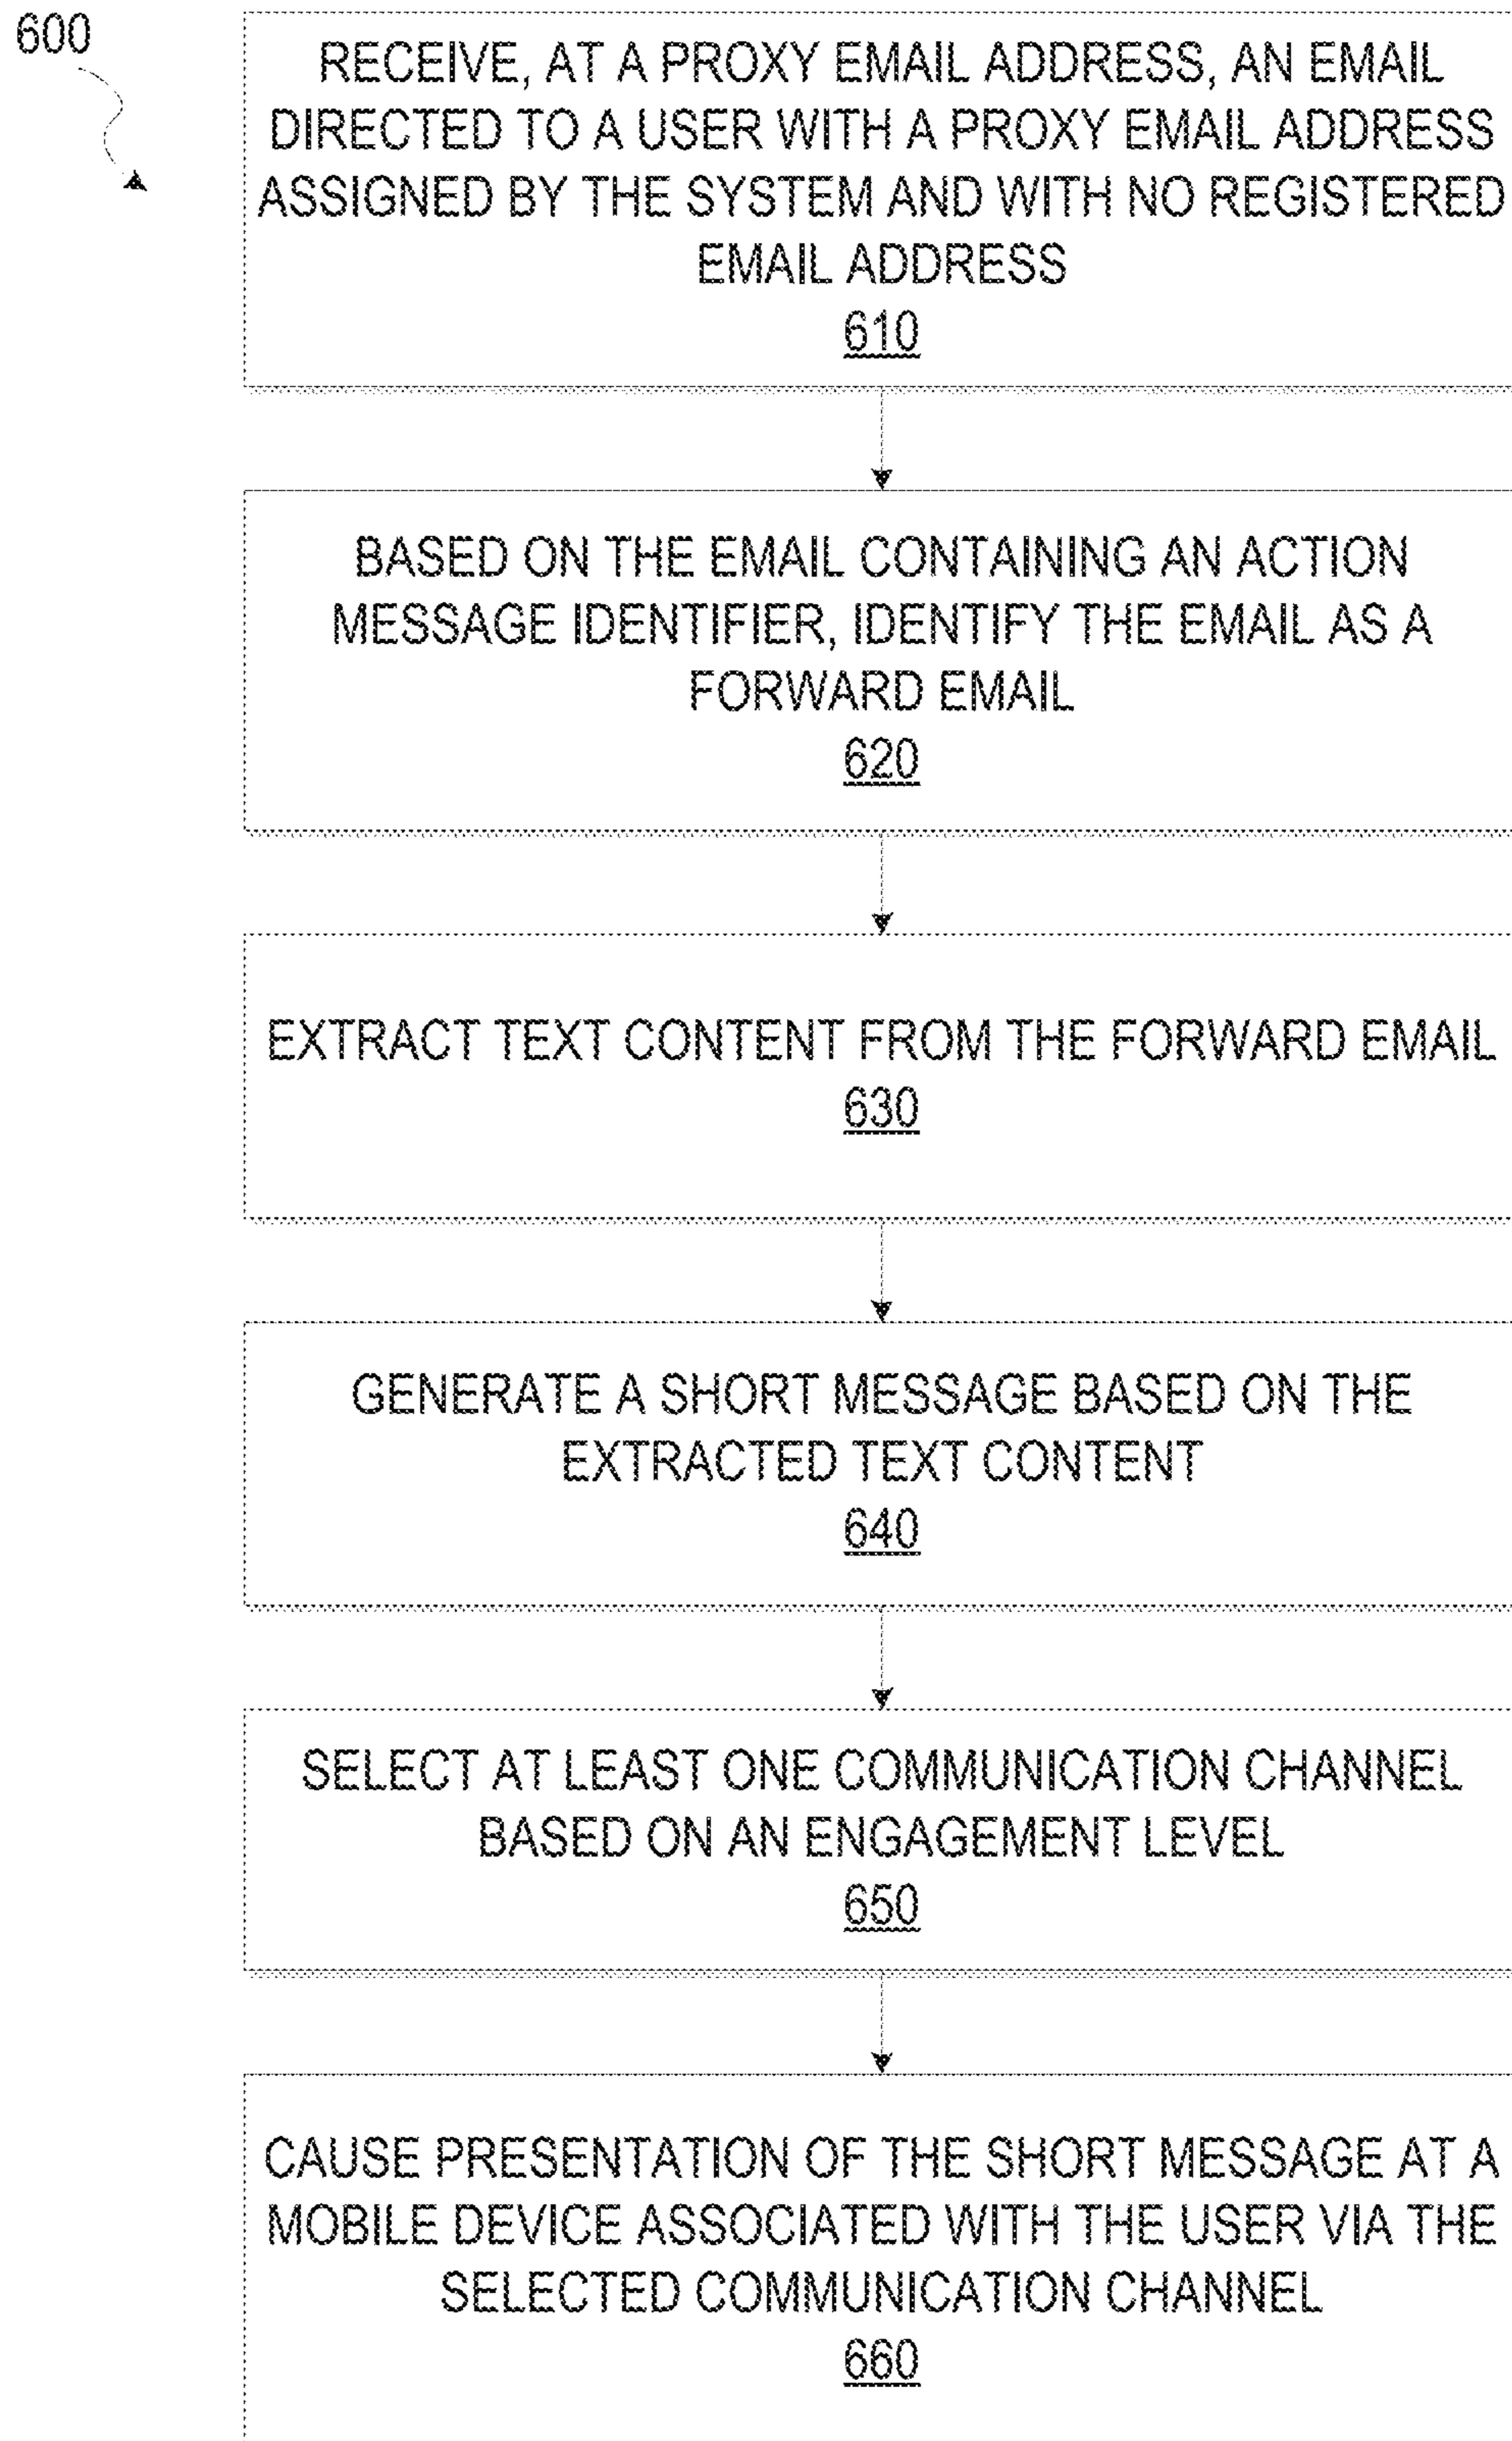 600
RECEIVE, AT A PROXY EMAIL ADDRESS, AN EMAIL
DIRECTED TO A USER WITH A PROXY EMAIL ADDRESS
ASSIGNED BY THE SYSTEM AND WITH NO REGISTERED
EMAIL ADDRESS
610
BASED ON THE EMAIL CONTAINING AN ACTION
MESSAGE IDENTIFIER, IDENTIFY THE EMAIL AS A
FORWARD EMAIL
620
EXTRACT TEXT CONTENT FROM THE FORWARD EMAIL
630
GENERATE A SHORT MESSAGE BASED ON THE
EXTRACTED TEXT CONTENT
640
SELECT AT LEAST ONE COMMUNICATION CHANNEL
BASED ON AN ENGAGEMENT LEVEL
650
CAUSE PRESENTATION OF THE SHORT MESSAGE AT A
MOBILE DEVICE ASSOCIATED WITH THE USER VIA THE
SELECTED COMMUNICATION CHANNEL
660